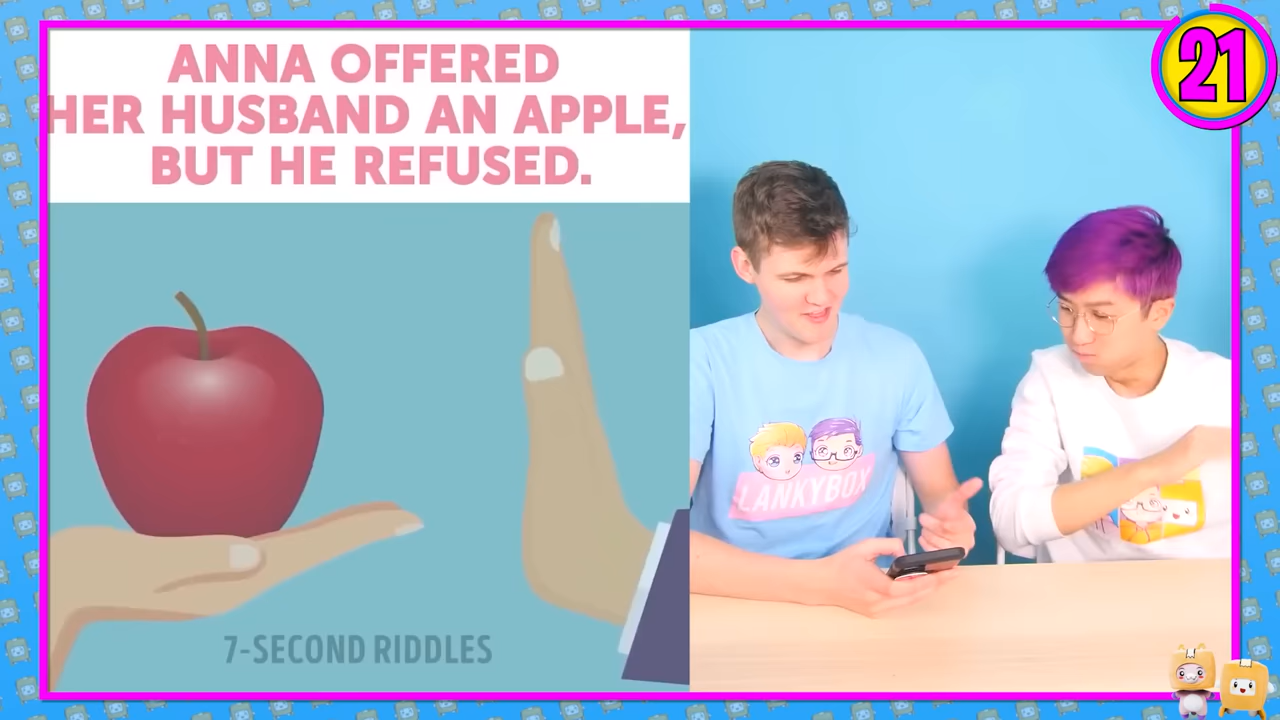 ANNA OFFERED
HER HUSBAND AN APPLE,
BUT HE REFUSED.
21
LANKYBOX
7-SECOND RIDDLES